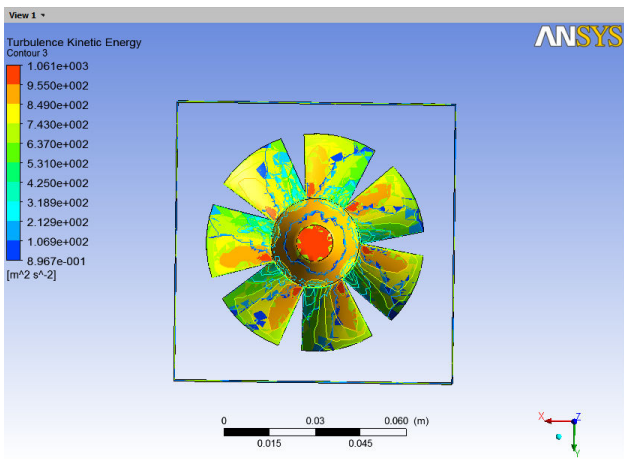 View 1
ANSYS
Turbulence Kinetic Energy
Contour 3
1.061e+003
9.550e+002
8.490e+002
7.430e+002
6.370e+002
5.310e+002
4.250e+002
3.189e+002
2.129e+002
1.069e+002
8.967e-001
[m^2 s^-2]
0 0.03 0.060 (m)
0.015 0.045
X Z
Y